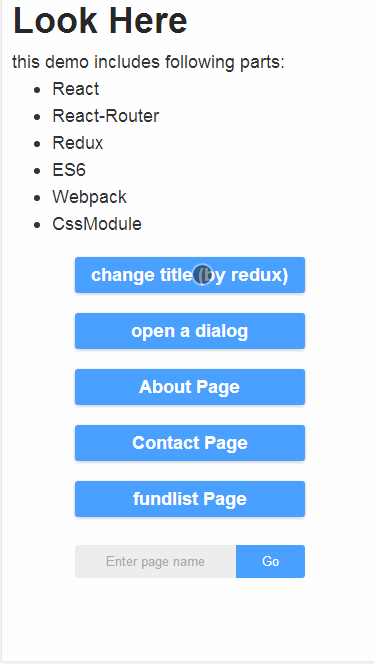 Look Here
this demo includes following parts:
React
React-Router
Redux
ES6
Webpack
CssModule
change title (by redux)
open a dialog
About Page
Contact Page
fundlist Page
Enter page name Go